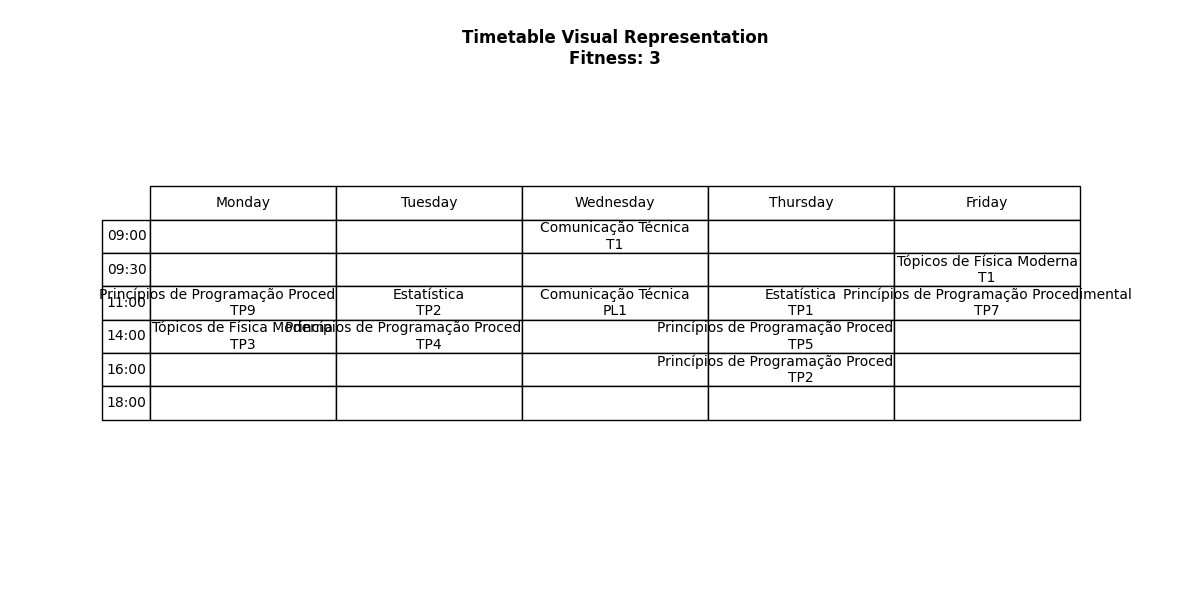 Timetable Visual Representation
Fitness: 3
Monday Tuesday Wednesday Thursday Friday
09:00 Comunicação Técnica
T1
09:30 Tópicos de Física Moderna
T1
11:00 Princípios de Programação Proced Estatística Comunicação Técnica Estatística Princípios de Programação Procedimental
TP9 TP2 PL1 TP1 TP7
14:00 Tópicos de Física Moderna Princípios de Programação Proced Princípios de Programação Proced
TP3 TP4 TP5
16:00 Princípios de Programação Proced
TP2
18:00